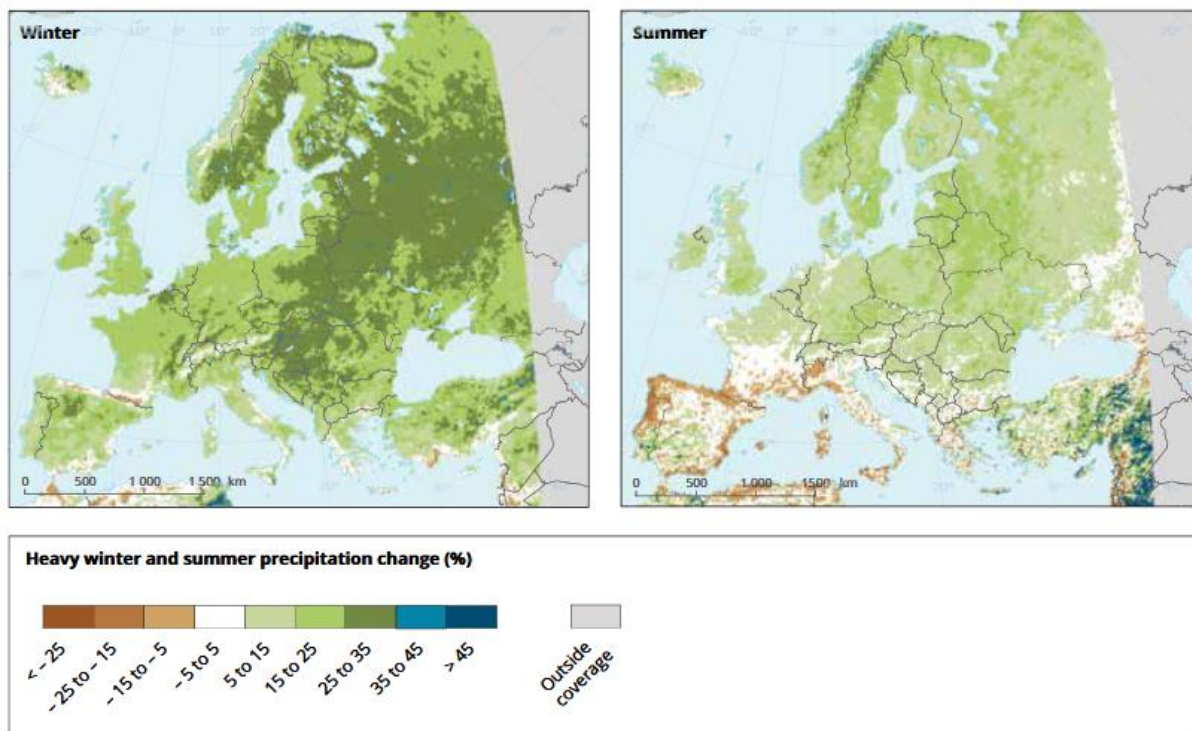 Winter
Summer
0 500 1 000 1 500 km
0 500 1 000 1500 km
Heavy winter and summer precipitation change (%)
< – 25
– 25 to – 15
– 15 to – 5
– 5 to 5
5 to 15
15 to 25
25 to 35
35 to 45
> 45
Outside
coverage